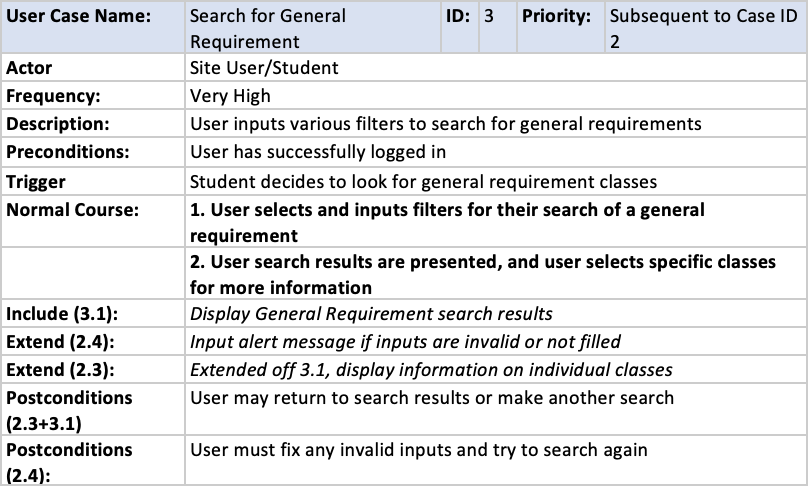 User Case Name: Search for General Requirement ID: 3 Priority: Subsequent to Case ID 2
Actor Site User/Student
Frequency: Very High
Description: User inputs various filters to search for general requirements
Preconditions: User has successfully logged in
Trigger Student decides to look for general requirement classes
Normal Course: 1. User selects and inputs filters for their search of a general
requirement
2. User search results are presented, and user selects specific classes
for more information
Include (3.1): Display General Requirement search results
Extend (2.4): Input alert message if inputs are invalid or not filled
Extend (2.3): Extended off 3.1, display information on individual classes
Postconditions (2.3+3.1) User may return to search results or make another search
Postconditions (2.4): User must fix any invalid inputs and try to search again